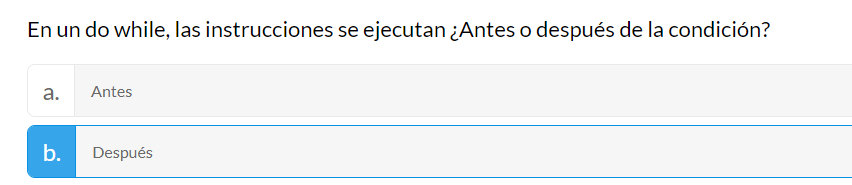 En un do while, las instrucciones se ejecutan ¿Antes o después de la condición?
a. Antes
b. Después